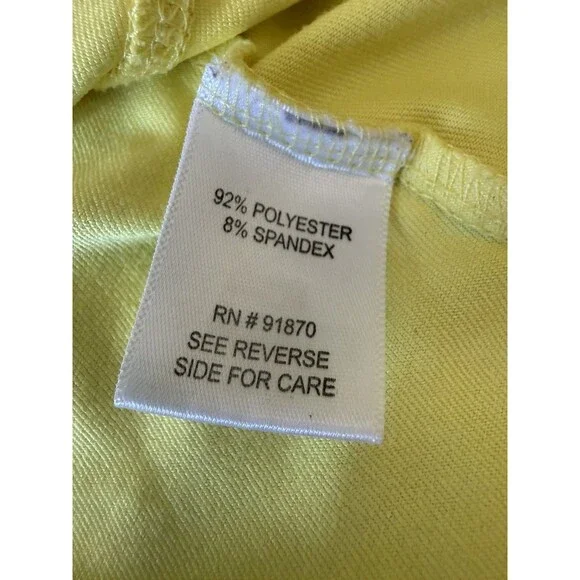 92% POLYESTER
8% SPANDEX
RN # 91870
SEE REVERSE
SIDE FOR CARE